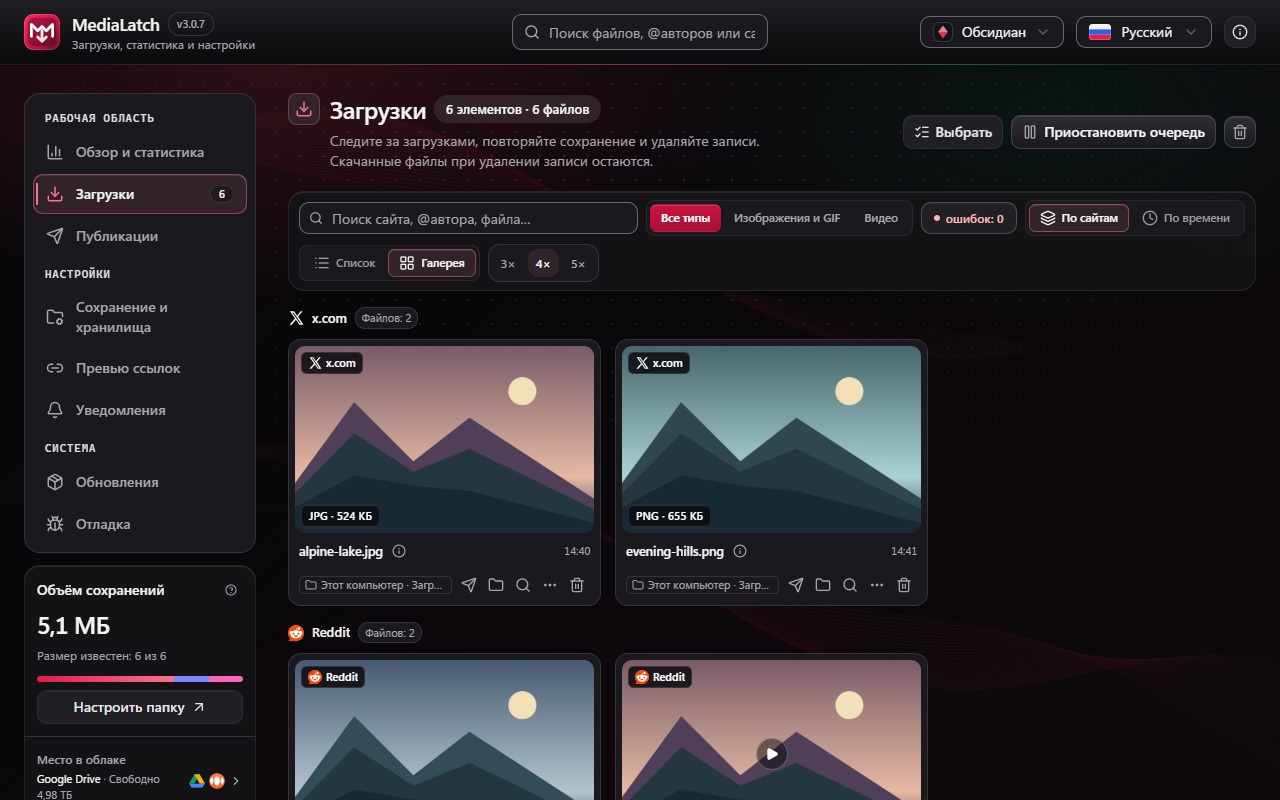 MediaLatch v3.0.7
Загрузки, статистика и настройки
Поиск файлов, @авторов или са
Обсидиан
Русский
РАБОЧАЯ ОБЛАСТЬ
Обзор и статистика
Загрузки 6
Публикации
НАСТРОЙКИ
Сохранение и
хранилища
Превью ссылок
Уведомления
СИСТЕМА
Обновления
Отладка
Объём сохранений
5,1 МБ
Размер известен: 6 из 6
Настроить папку
Место в облаке
Google Drive · Свободно
4,98 ТБ
Загрузки 6 элементов · 6 файлов
Следите за загрузками, повторяйте сохранение и удаляйте записи.
Скачанные файлы при удалении записи остаются.
Выбрать
Приостановить очередь
Поиск сайта, @автора, файла...
Все типы Изображения и GIF Видео
ошибок: 0
По сайтам По времени
Список Галерея
3× 4× 5×
x.com Файлов: 2
x.com
JPG · 524 КБ
alpine-lake.jpg 14:40
Этот компьютер · Загр...
x.com
PNG · 655 КБ
evening-hills.png 14:41
Этот компьютер · Загр...
Reddit Файлов: 2
Reddit
Reddit